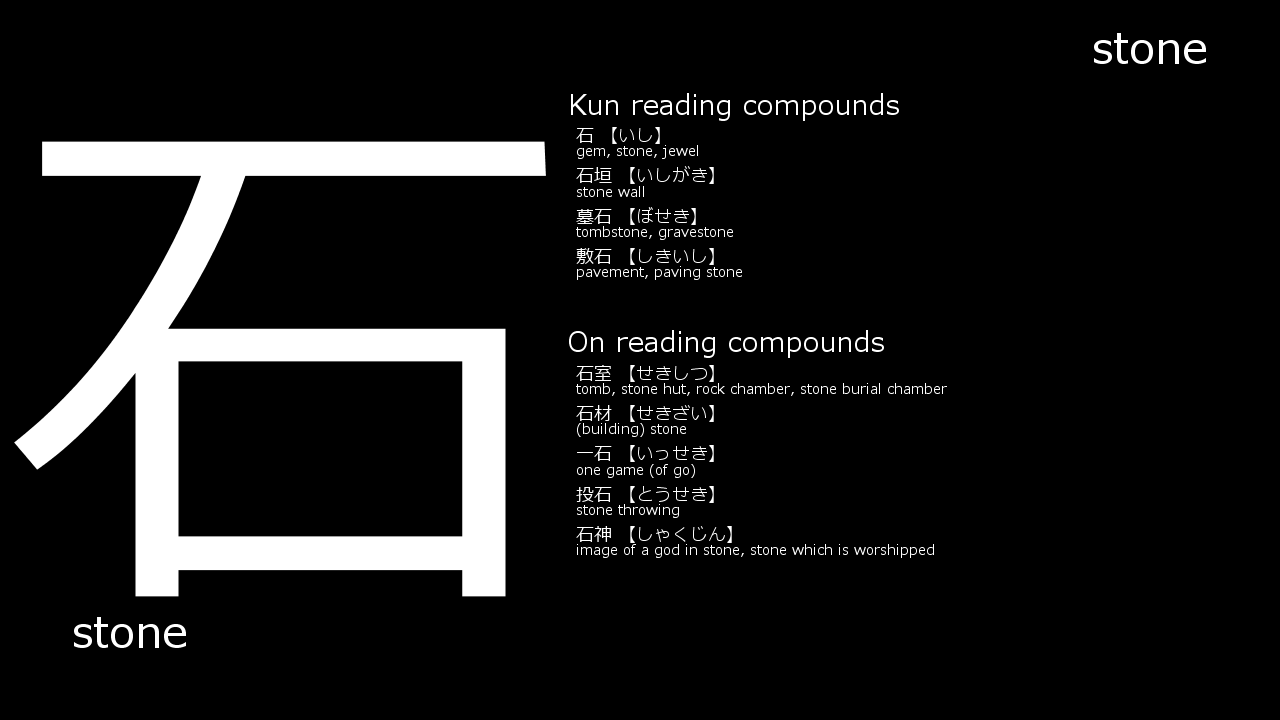 stone
石
Kun reading compounds
石 【いし】
gem, stone, jewel
石垣 【いしがき】
stone wall
墓石 【ぼせき】
tombstone, gravestone
敷石 【しきいし】
pavement, paving stone
On reading compounds
石室 【せきしつ】
tomb, stone hut, rock chamber, stone burial chamber
石材 【せきざい】
(building) stone
一石 【いっせき】
one game (of go)
投石 【とうせき】
stone throwing
石神 【しゃくじん】
image of a god in stone, stone which is worshipped
stone